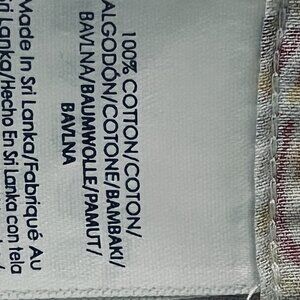 100% COTTON/COTON/
ALGODÓN/COTONE/BAMBAKI/
BAVLNA/BAUMWOLLE/PAMUT/
BAVLNA
Made In Sri Lanka/Fabriqué Au
Sri Lanka/Hecho En Sri Lanka con tela